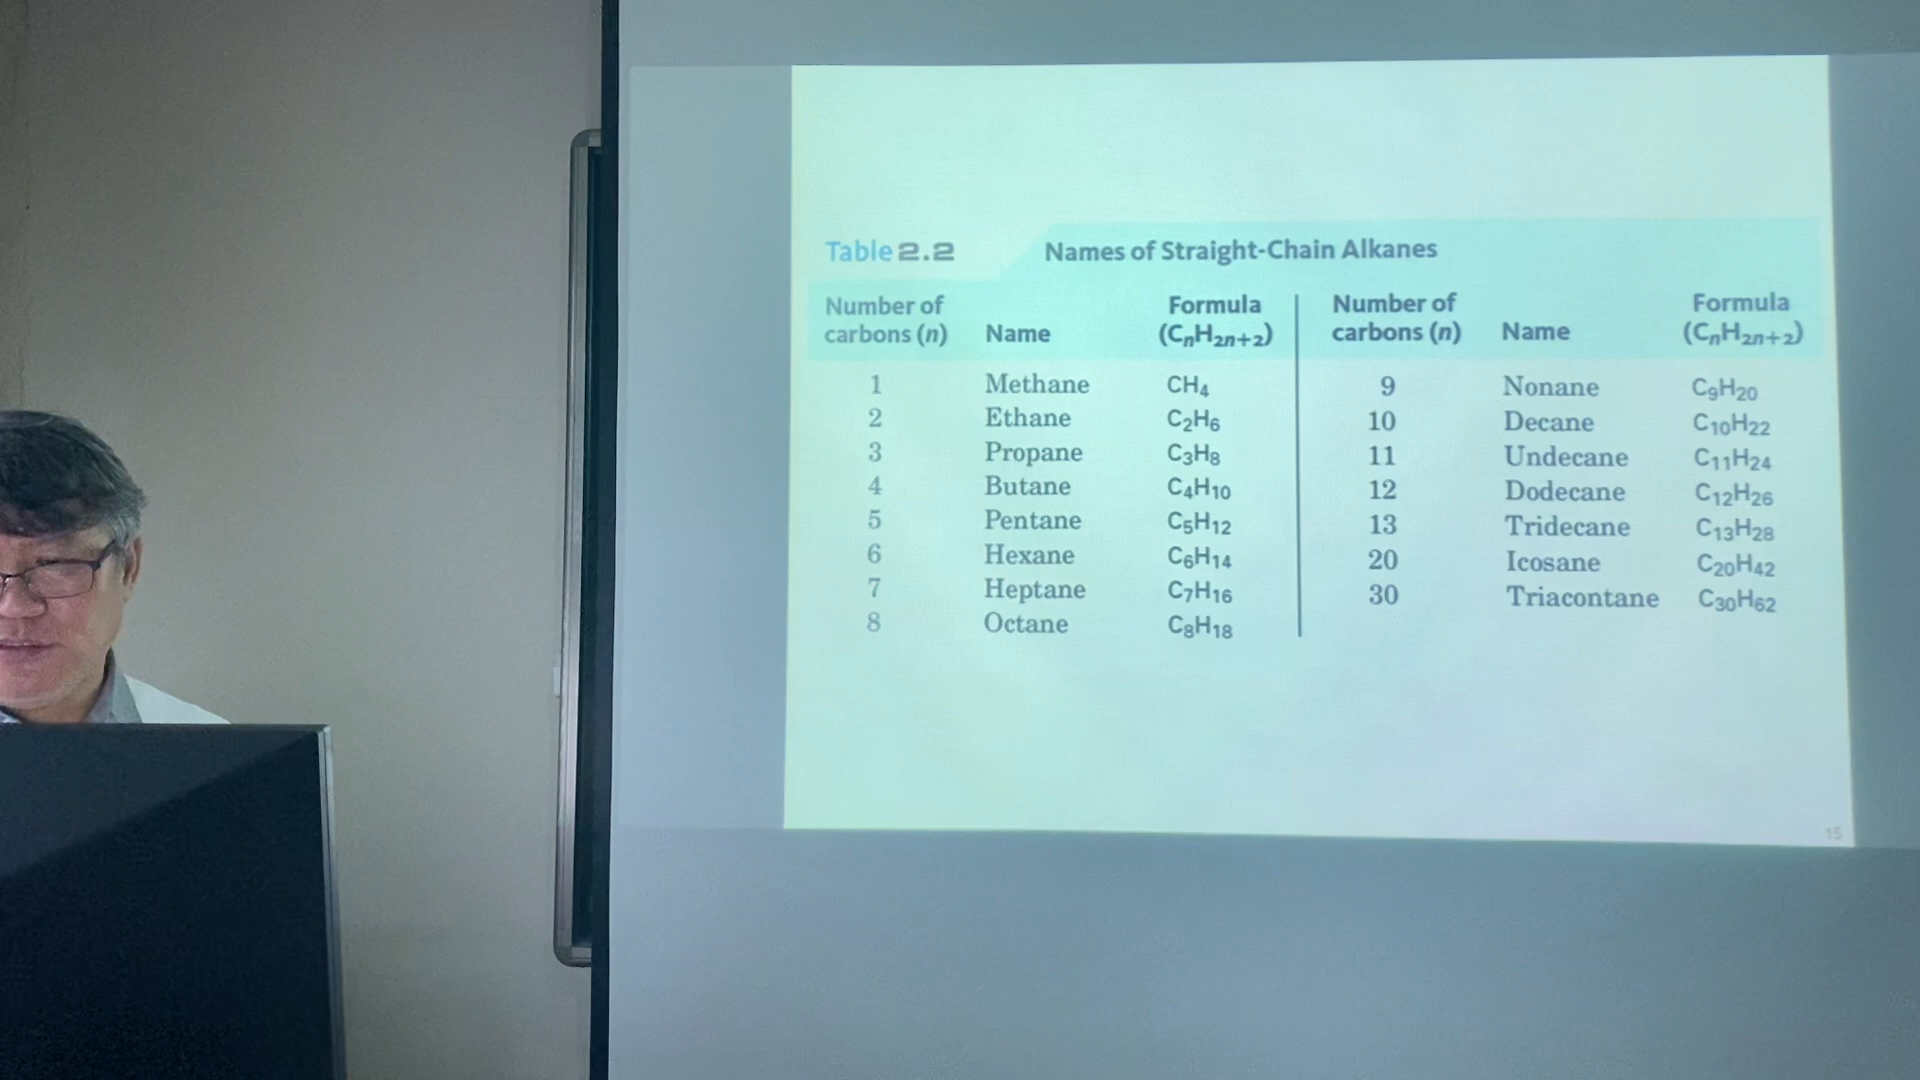 Table 2.2 Names of Straight-Chain Alkanes
Number of carbons (n) Name Formula (CₙH₂ₙ₊₂) Number of carbons (n) Name Formula (CₙH₂ₙ₊₂)
1 Methane CH₄ 9 Nonane C₉H₂₀
2 Ethane C₂H₆ 10 Decane C₁₀H₂₂
3 Propane C₃H₈ 11 Undecane C₁₁H₂₄
4 Butane C₄H₁₀ 12 Dodecane C₁₂H₂₆
5 Pentane C₅H₁₂ 13 Tridecane C₁₃H₂₈
6 Hexane C₆H₁₄ 20 Icosane C₂₀H₄₂
7 Heptane C₇H₁₆ 30 Triacontane C₃₀H₆₂
8 Octane C₈H₁₈
15